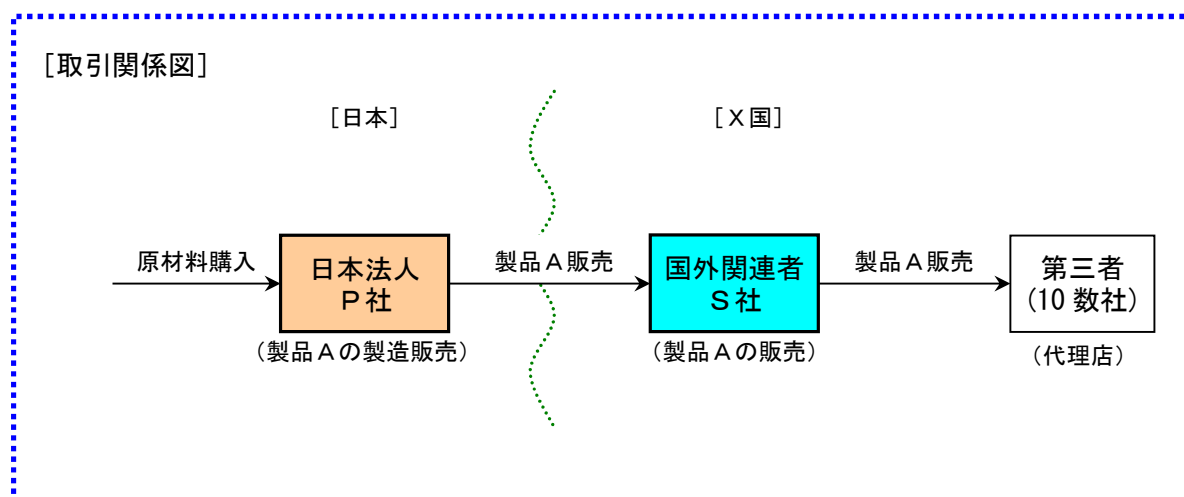 [取引関係図]
[日本]
[X国]
原材料購入
日本法人
P社
(製品Aの製造販売)
製品A販売
国外関連者
S社
(製品Aの販売)
製品A販売
第三者
(10 数社)
(代理店)